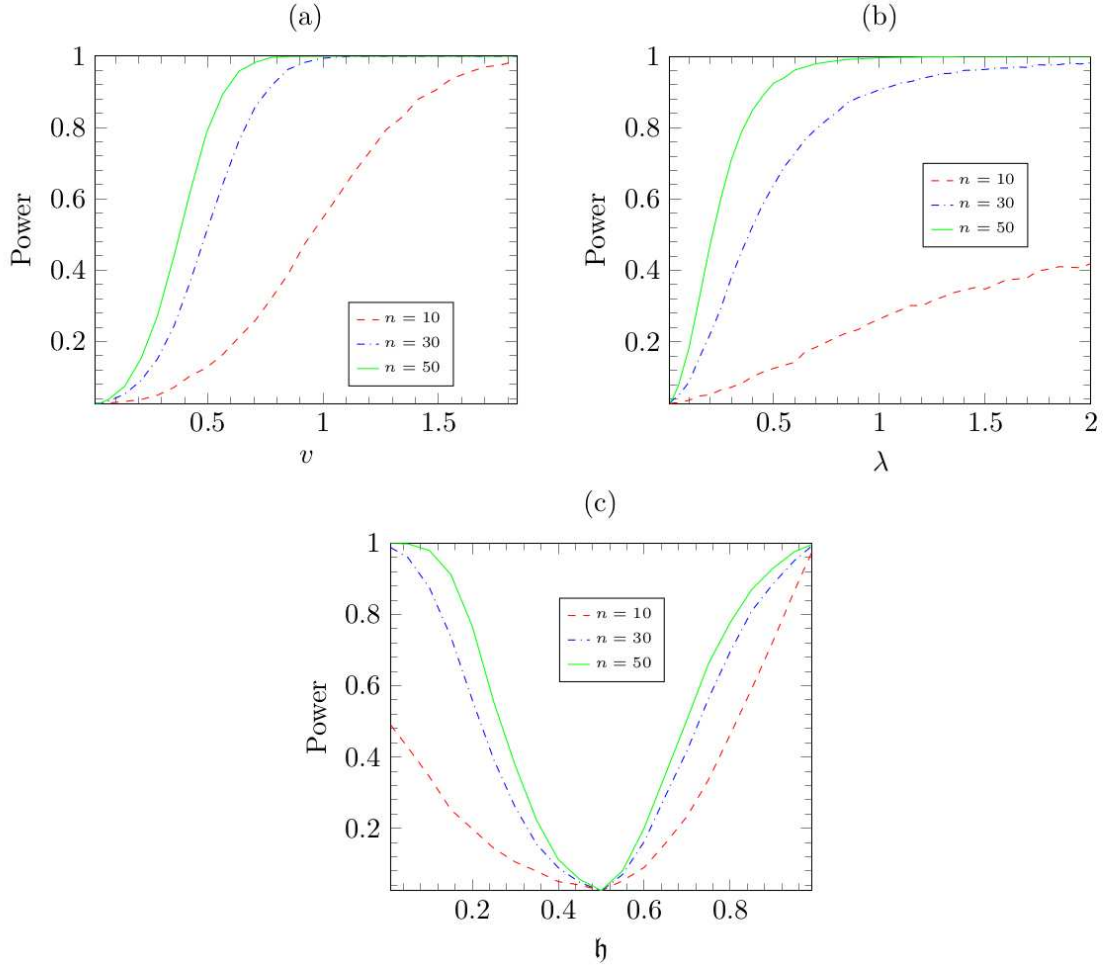 (a)
1
0.8
0.6
0.4
0.2
Power
0.5
1
1.5
v
n = 10
n = 30
n = 50
(b)
1
0.8
0.6
0.4
0.2
Power
0.5
1
1.5
2
λ
n = 10
n = 30
n = 50
(c)
1
0.8
0.6
0.4
0.2
Power
0.2
0.4
0.6
0.8
𝔥
n = 10
n = 30
n = 50